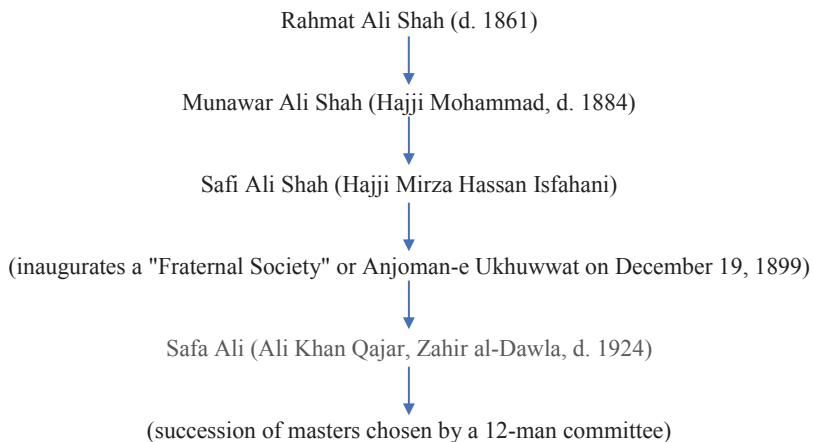 Rahmat Ali Shah (d. 1861)
Munawar Ali Shah (Hajji Mohammad, d. 1884)
Safi Ali Shah (Hajji Mirza Hassan Isfahani)
(inaugurates a "Fraternal Society" or Anjoman-e Ukhuwwat on December 19, 1899)
Safa Ali (Ali Khan Qajar, Zahir al-Dawla, d. 1924)
(succession of masters chosen by a 12-man committee)